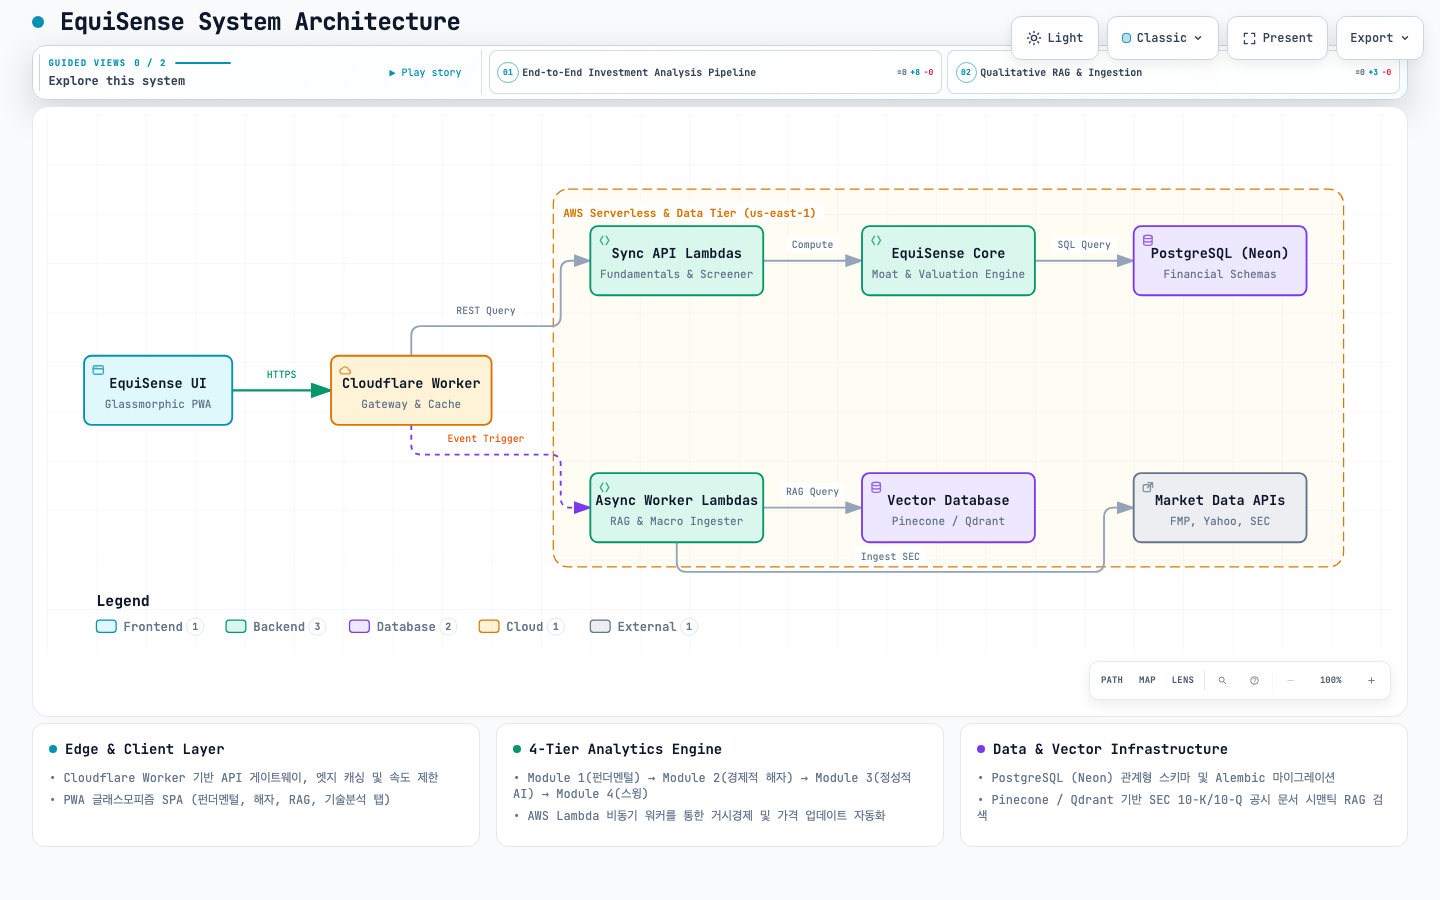 EquiSense System Architecture
Light
Classic
Present
Export
GUIDED VIEWS 0 / 2
Explore this system
▶ Play story
01 End-to-End Investment Analysis Pipeline
=0 +8 -0
02 Qualitative RAG & Ingestion
=0 +3 -0
AWS Serverless & Data Tier (us-east-1)
Sync API Lambdas
Fundamentals & Screener
Compute
EquiSense Core
Moat & Valuation Engine
SQL Query
PostgreSQL (Neon)
Financial Schemas
REST Query
EquiSense UI
Glassmorphic PWA
HTTPS
Cloudflare Worker
Gateway & Cache
Event Trigger
Async Worker Lambdas
RAG & Macro Ingester
RAG Query
Vector Database
Pinecone / Qdrant
Market Data APIs
FMP, Yahoo, SEC
Ingest SEC
Legend
Frontend 1
Backend 3
Database 2
Cloud 1
External 1
PATH
MAP
LENS
100%
Edge & Client Layer
• Cloudflare Worker 기반 API 게이트웨이, 엣지 캐싱 및 속도 제한
• PWA 글래스모피즘 SPA (펀더멘털, 해자, RAG, 기술분석 탭)
4-Tier Analytics Engine
• Module 1(펀더멘털) → Module 2(경제적 해자) → Module 3(정성적
AI) → Module 4(스윙)
• AWS Lambda 비동기 워커를 통한 거시경제 및 가격 업데이트 자동화
Data & Vector Infrastructure
• PostgreSQL (Neon) 관계형 스키마 및 Alembic 마이그레이션
• Pinecone / Qdrant 기반 SEC 10-K/10-Q 공시 문서 시맨틱 RAG 검
색